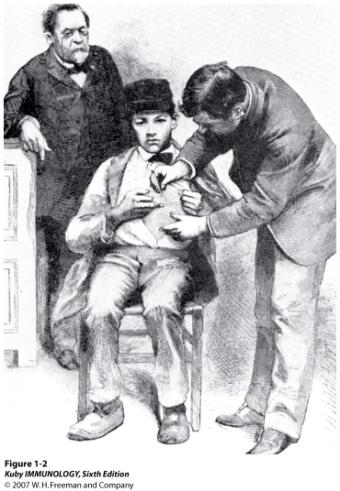 Figure 1-2
Kuby IMMUNOLOGY, Sixth Edition
© 2007 W. H. Freeman and Company